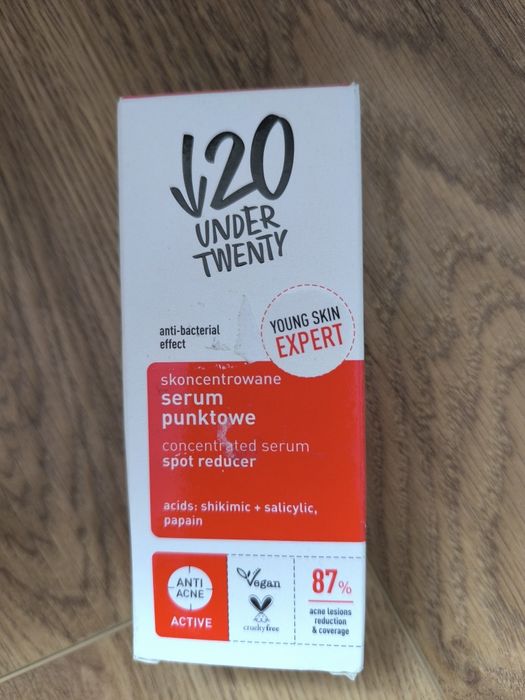 ↓20
UNDER
TWENTY
anti-bacterial
effect
YOUNG SKIN
EXPERT
skoncentrowane
serum
punktowe
concentrated serum
spot reducer
acids: shikimic + salicylic,
papain
ANTI
ACNE
ACTIVE
Vegan
crueltyfree
87%
acne lesions
reduction
& coverage